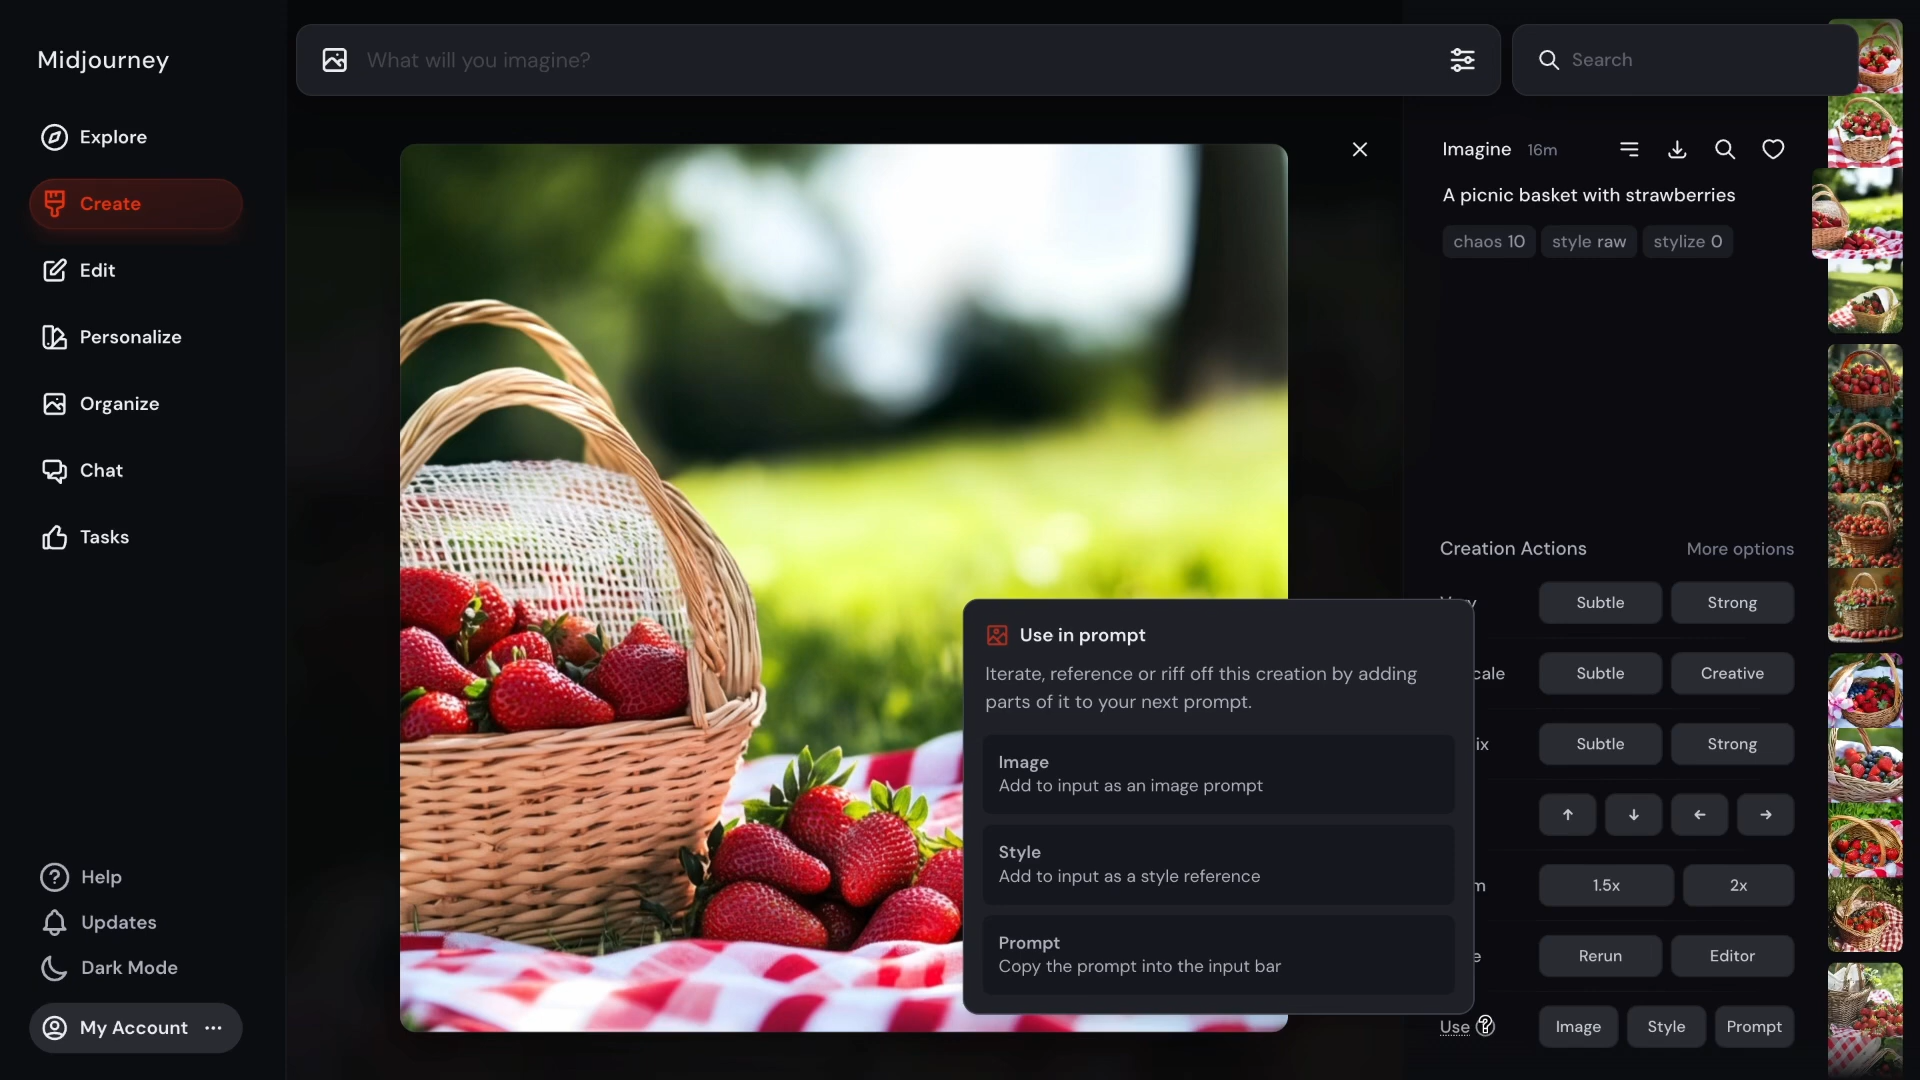 Midjourney
Explore
Create
Edit
Personalize
Organize
Chat
Tasks
Help
Updates
Dark Mode
My Account
What will you imagine?
Search
Imagine 16m
A picnic basket with strawberries
chaos 10 style raw stylize 0
Creation Actions More options
Subtle Strong
Subtle Creative
Subtle Strong
1.5x 2x
Rerun Editor
Use Image Style Prompt
Use in prompt
Iterate, reference or riff off this creation by adding
parts of it to your next prompt.
Image
Add to input as an image prompt
Style
Add to input as a style reference
Prompt
Copy the prompt into the input bar